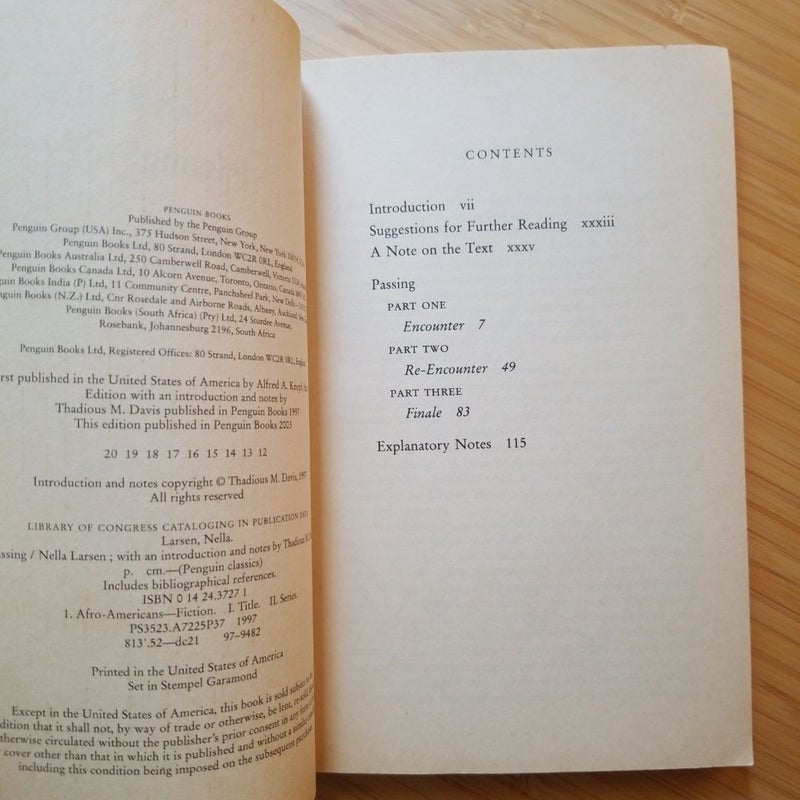 PENGUIN BOOKS
Published by the Penguin Group
Penguin Group (USA) Inc., 375 Hudson Street, New York, New York
Penguin Books Ltd, 80 Strand, London WC2R 0RL, England
Penguin Books Australia Ltd, 250 Camberwell Road, Camberwell, Victoria
Penguin Books Canada Ltd, 10 Alcorn Avenue, Toronto, Ontario, Canada
Books India (P) Ltd, 11 Community Centre, Panchsheel Park, New Delhi
Books (N.Z.) Ltd, Cnr Rosedale and Airborne Roads, Albany, Auckland,
Penguin Books (South Africa) (Pty) Ltd, 24 Sturdee Avenue,
Rosebank, Johannesburg 2196, South Africa
Penguin Books Ltd, Registered Offices: 80 Strand, London WC2R 0RL,
published in the United States of America by Alfred A. Knopf,
Edition with an introduction and notes by
Thadious M. Davis published in Penguin Books 1997
This edition published in Penguin Books 2003
20 19 18 17 16 15 14 13 12
Introduction and notes copyright © Thadious M. Davis, 1997
All rights reserved
LIBRARY OF CONGRESS CATALOGING IN PUBLICATION DATA
Larsen, Nella.
/ Nella Larsen ; with an introduction and notes by Thadious
p. cm.—(Penguin classics)
Includes bibliographical references.
ISBN 0 14 24.3727 1
1. Afro-Americans—Fiction. I. Title. II. Series.
PS3523.A7225P37 1997
813'.52—dc21 97-9482
Printed in the United States of America
Set in Stempel Garamond
Except in the United States of America, this book is sold subject
that it shall not, by way of trade or otherwise, be lent, re-sold,
circulated without the publisher's prior consent in any form
cover other than that in which it is published and without a similar
including this condition being imposed on the subsequent
CONTENTS
Introduction vii
Suggestions for Further Reading xxxiii
A Note on the Text xxxv
Passing
PART ONE
Encounter 7
PART TWO
Re-Encounter 49
PART THREE
Finale 83
Explanatory Notes 115